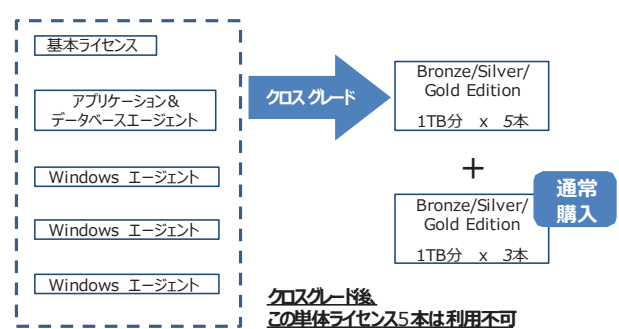 基本ライセンス
アプリケーション＆
データベースエージェント
Windows エージェント
Windows エージェント
Windows エージェント
クロスグレード
Bronze/Silver/
Gold Edition
1TB分 x 5本
＋
Bronze/Silver/
Gold Edition
1TB分 x 3本
通常
購入
クロスグレード後、
この単体ライセンス5本は利用不可